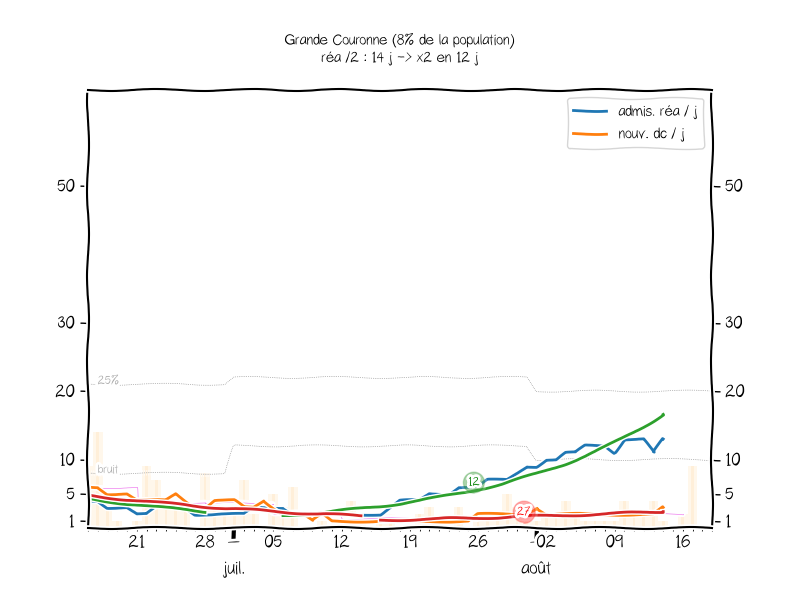 Grande Couronne (8% de la population)
réa /2 : 14 j -> x2 en 12 j
admis. réa / j
nouv. dc / j
50 50
30 30
25%
20 20
bruit
10 10
12
5 5
27
1 1
21 28 05 12 19 26 02 09 16
juil. août